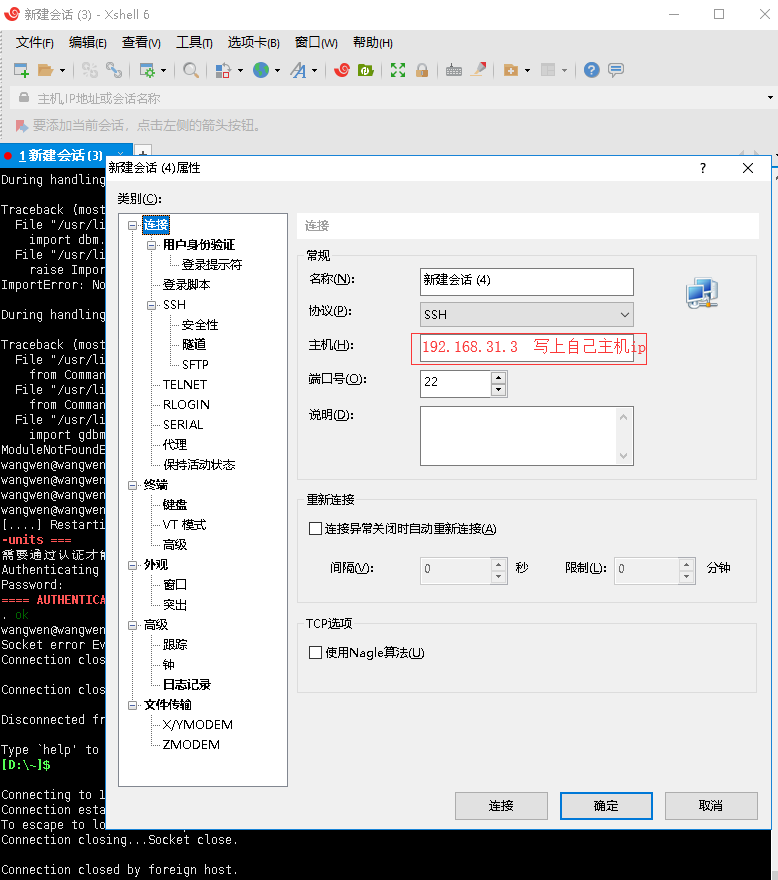 新建会话 (3) - Xshell 6
文件(F) 编辑(E) 查看(V) 工具(T) 选项卡(B) 窗口(W) 帮助(H)
主机,IP地址或会话名称
要添加当前会话，点击左侧的箭头按钮。
1 新建会话 (3) × +
During handling
Traceback (most
File "/usr/li
import dbm.
File "/usr/li
raise Impor
ImportError: No
During handling
Traceback (most
File "/usr/li
from Comman
File "/usr/li
from Comman
File "/usr/li
import gdbm
ModuleNotFoundE
wangwen@wangwen
wangwen@wangwen
wangwen@wangwen
wangwen@wangwen
[....] Restarti
-units ===
需要通过认证才能
Authenticating
Password:
==== AUTHENTICA
. ok
wangwen@wangwen
Socket error Ev
Connection clos
Connection clos
Disconnected fr
Type `help' to
[D:\~]$
Connecting to l
Connection esta
To escape to lo
Connection closing...Socket close.
Connection closed by foreign host.
新建会话 (4)属性 ? ×
类别(C):
连接
用户身份验证
登录提示符
登录脚本
SSH
安全性
隧道
SFTP
TELNET
RLOGIN
SERIAL
代理
保持活动状态
终端
键盘
VT 模式
高级
外观
窗口
突出
高级
跟踪
钟
日志记录
文件传输
X/YMODEM
ZMODEM
连接
常规
名称(N): 新建会话 (4)
协议(P): SSH
主机(H): 192.168.31.3 写上自己主机ip
端口号(O): 22
说明(D):
重新连接
连接异常关闭时自动重新连接(A)
间隔(V): 0 秒 限制(L): 0 分钟
TCP选项
使用Nagle算法(U)
连接 确定 取消